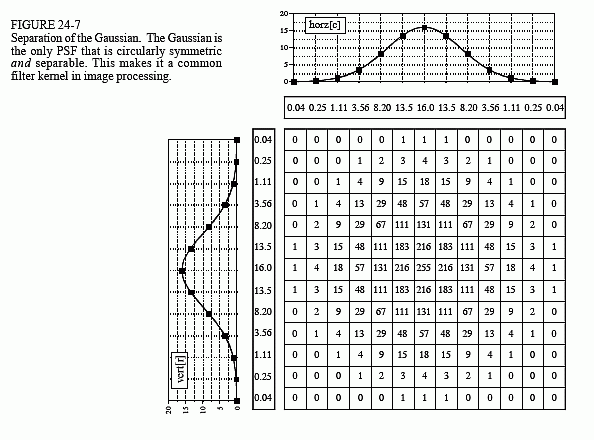 FIGURE 24-7
Separation of the Gaussian. The Gaussian is
the only PSF that is circularly symmetric
and separable. This makes it a common
filter kernel in image processing.
20
15
10
5
0
horz[c]
0.04 0.25 1.11 3.56 8.20 13.5 16.0 13.5 8.20 3.56 1.11 0.25 0.04
0.04 0 0 0 0 0 1 1 1 0 0 0 0 0
0.25 0 0 0 1 2 3 4 3 2 1 0 0 0
1.11 0 0 1 4 9 15 18 15 9 4 1 0 0
3.56 0 1 4 13 29 48 57 48 29 13 4 1 0
8.20 0 2 9 29 67 111 131 111 67 29 9 2 0
13.5 1 3 15 48 111 183 216 183 111 48 15 3 1
16.0 1 4 18 57 131 216 255 216 131 57 18 4 1
13.5 1 3 15 48 111 183 216 183 111 48 15 3 1
8.20 0 2 9 29 67 111 131 111 67 29 9 2 0
3.56 0 1 4 13 29 48 57 48 29 13 4 1 0
1.11 0 0 1 4 9 15 18 15 9 4 1 0 0
0.25 0 0 0 1 2 3 4 3 2 1 0 0 0
0.04 0 0 0 0 0 1 1 1 0 0 0 0 0
vert[r]
20 15 10 5 0